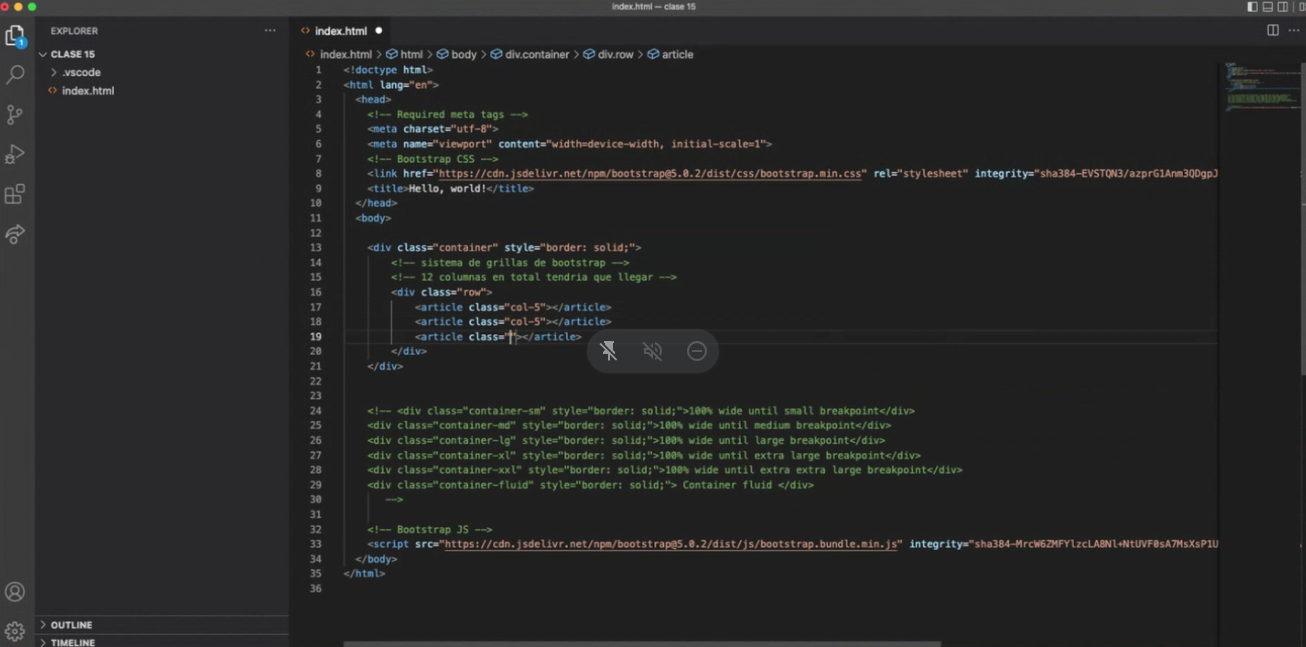 index.html — clase 15
EXPLORER
index.html
1
CLASE 15
index.html > html > body > div.container > div.row > article
.vscode
index.html
1 <!doctype html>
2 <html lang="en">
3 <head>
4 <!-- Required meta tags -->
5 <meta charset="utf-8">
6 <meta name="viewport" content="width=device-width, initial-scale=1">
7 <!-- Bootstrap CSS -->
8 <link href="https://cdn.jsdelivr.net/npm/bootstrap@5.0.2/dist/css/bootstrap.min.css" rel="stylesheet" integrity="sha384-EVSTQN3/azprG1Anm3QDgpJ
9 <title>Hello, world!</title>
10 </head>
11 <body>
12
13 <div class="container" style="border: solid;">
14 <!-- sistema de grillas de bootstrap -->
15 <!-- 12 columnas en total tendria que llegar -->
16 <div class="row">
17 <article class="col-5"></article>
18 <article class="col-5"></article>
19 <article class=""></article>
20 </div>
21 </div>
22
23
24 <!-- <div class="container-sm" style="border: solid;">100% wide until small breakpoint</div>
25 <div class="container-md" style="border: solid;">100% wide until medium breakpoint</div>
26 <div class="container-lg" style="border: solid;">100% wide until large breakpoint</div>
27 <div class="container-xl" style="border: solid;">100% wide until extra large breakpoint</div>
28 <div class="container-xxl" style="border: solid;">100% wide until extra extra large breakpoint</div>
29 <div class="container-fluid" style="border: solid;"> Container fluid </div>
30 -->
31
32 <!-- Bootstrap JS -->
33 <script src="https://cdn.jsdelivr.net/npm/bootstrap@5.0.2/dist/js/bootstrap.bundle.min.js" integrity="sha384-MrcW6ZMFYlzcLA8Nl+NtUVF0sA7MsXsP1U
34 </body>
35 </html>
36
OUTLINE
TIMELINE